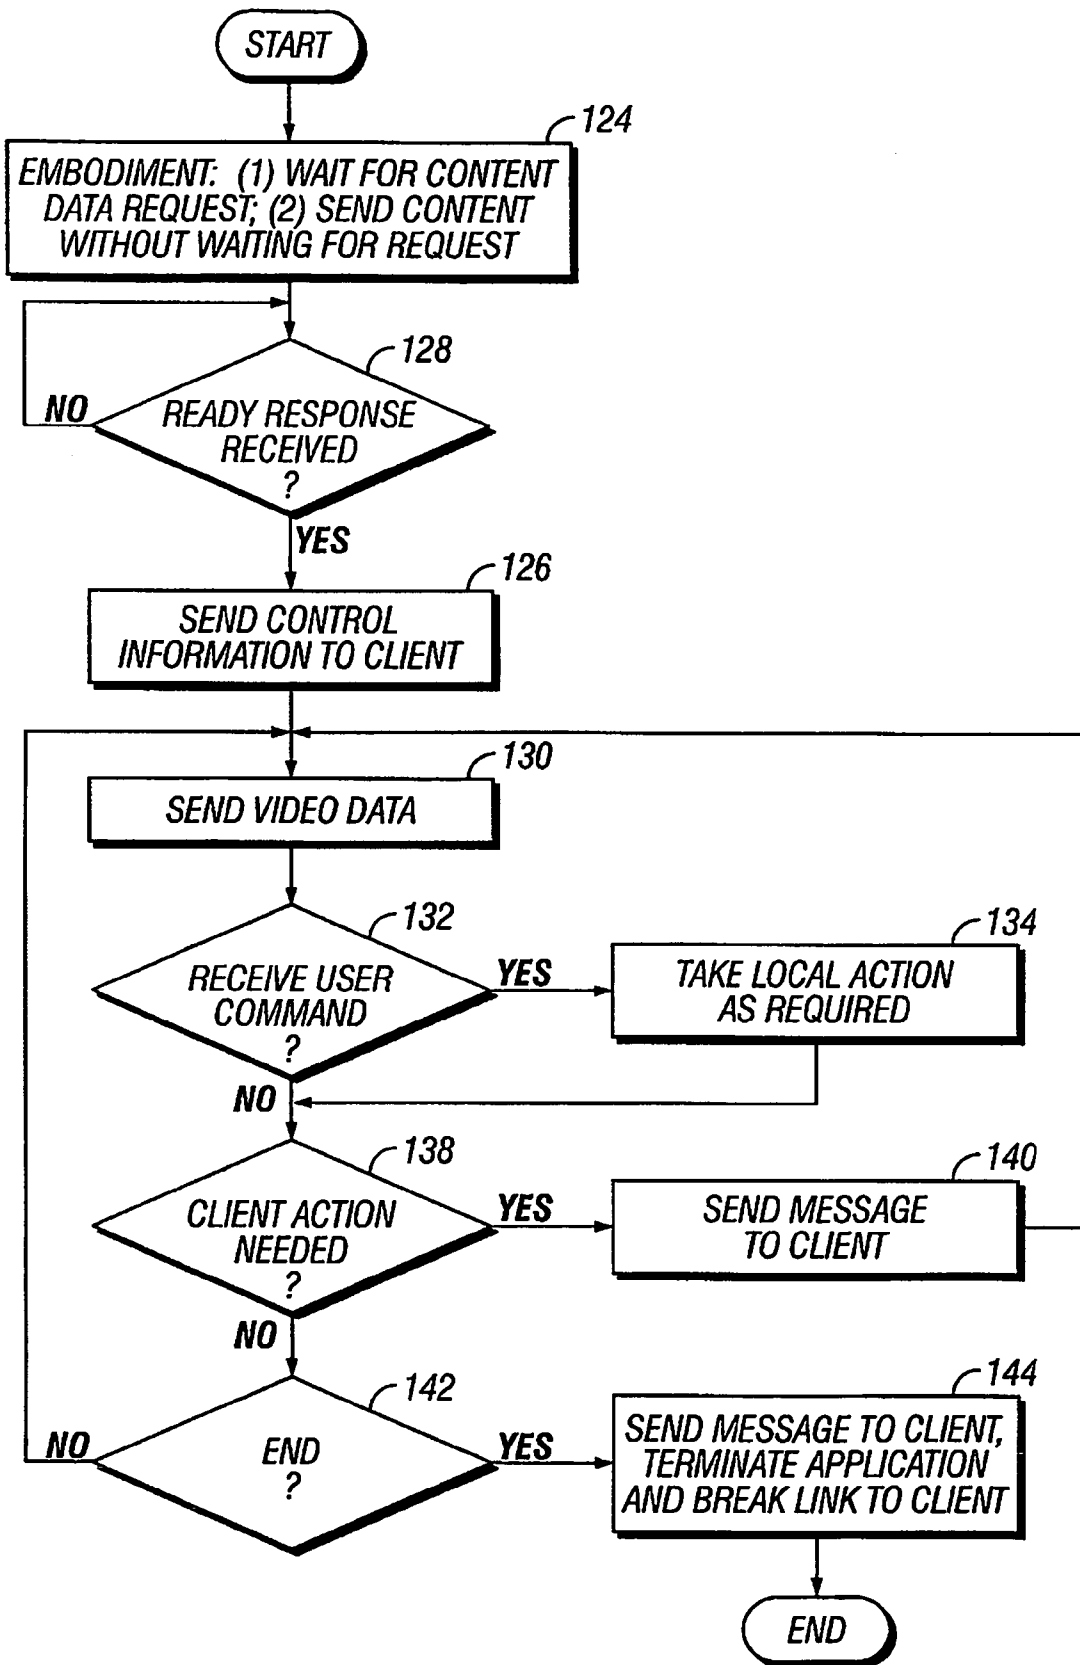 START
124
EMBODIMENT: (1) WAIT FOR CONTENT
DATA REQUEST; (2) SEND CONTENT
WITHOUT WAITING FOR REQUEST
128
NO
READY RESPONSE
RECEIVED
?
YES
126
SEND CONTROL
INFORMATION TO CLIENT
130
SEND VIDEO DATA
132
RECEIVE USER
COMMAND
?
YES
134
TAKE LOCAL ACTION
AS REQUIRED
NO
138
CLIENT ACTION
NEEDED
?
YES
140
SEND MESSAGE
TO CLIENT
NO
142
NO
END
?
YES
144
SEND MESSAGE TO CLIENT,
TERMINATE APPLICATION
AND BREAK LINK TO CLIENT
END